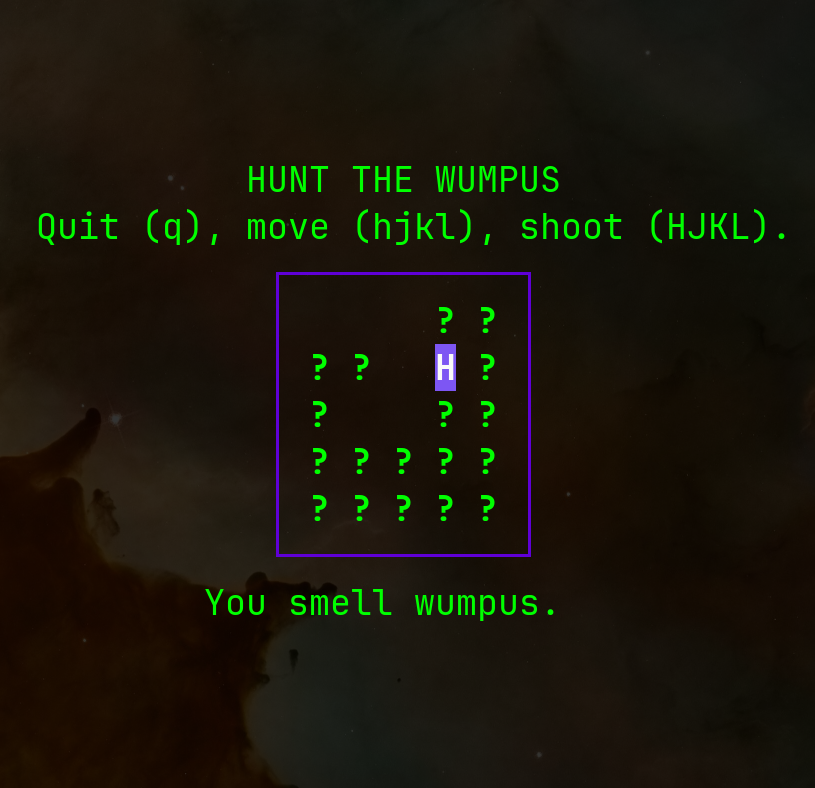 HUNT THE WUMPUS
Quit (q), move (hjkl), shoot (HJKL).
? ?
? ? H ?
? ? ?
? ? ? ? ?
? ? ? ? ?
You smell wumpus.